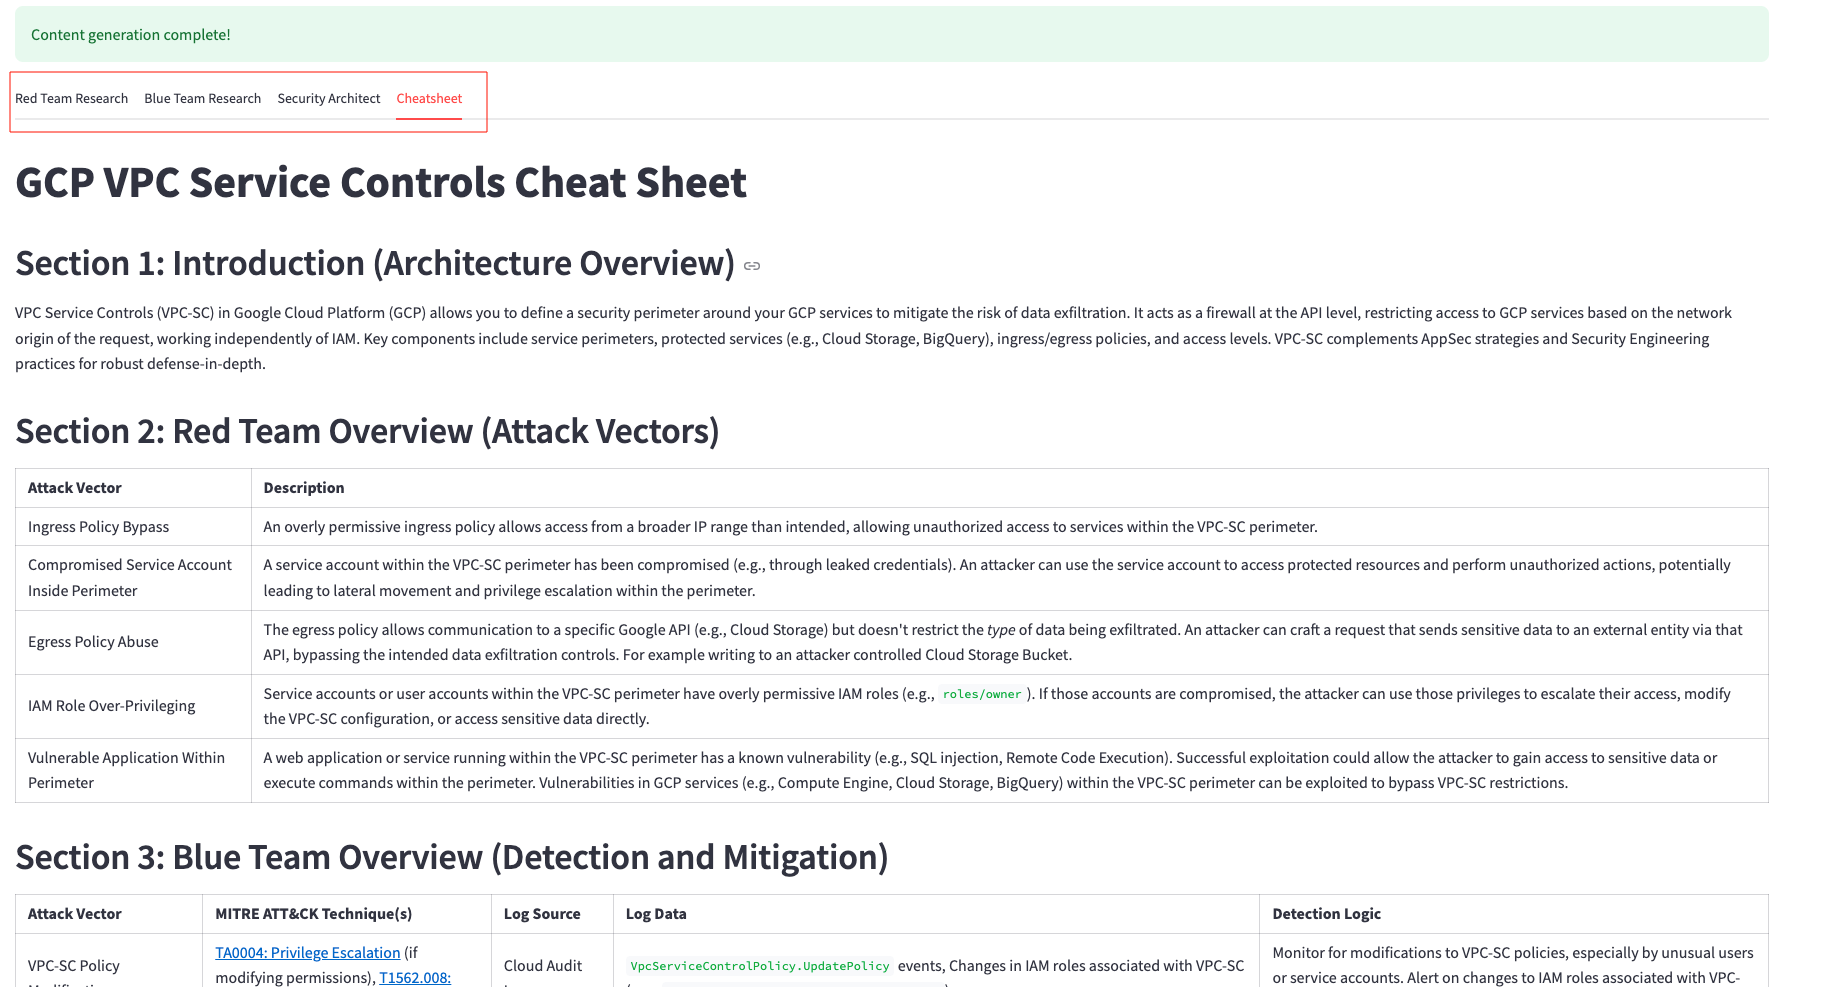 Content generation complete!
Red Team Research Blue Team Research Security Architect Cheatsheet
GCP VPC Service Controls Cheat Sheet
Section 1: Introduction (Architecture Overview)
VPC Service Controls (VPC-SC) in Google Cloud Platform (GCP) allows you to define a security perimeter around your GCP services to mitigate the risk of data exfiltration. It acts as a firewall at the API level, restricting access to GCP services based on the network
origin of the request, working independently of IAM. Key components include service perimeters, protected services (e.g., Cloud Storage, BigQuery), ingress/egress policies, and access levels. VPC-SC complements AppSec strategies and Security Engineering
practices for robust defense-in-depth.
Section 2: Red Team Overview (Attack Vectors)
Attack Vector Description
Ingress Policy Bypass An overly permissive ingress policy allows access from a broader IP range than intended, allowing unauthorized access to services within the VPC-SC perimeter.
Compromised Service Account
Inside Perimeter
A service account within the VPC-SC perimeter has been compromised (e.g., through leaked credentials). An attacker can use the service account to access protected resources and perform unauthorized actions, potentially
leading to lateral movement and privilege escalation within the perimeter.
Egress Policy Abuse
The egress policy allows communication to a specific Google API (e.g., Cloud Storage) but doesn't restrict the type of data being exfiltrated. An attacker can craft a request that sends sensitive data to an external entity via that
API, bypassing the intended data exfiltration controls. For example writing to an attacker controlled Cloud Storage Bucket.
IAM Role Over-Privileging
Service accounts or user accounts within the VPC-SC perimeter have overly permissive IAM roles (e.g., roles/owner ). If those accounts are compromised, the attacker can use those privileges to escalate their access, modify
the VPC-SC configuration, or access sensitive data directly.
Vulnerable Application Within
Perimeter
A web application or service running within the VPC-SC perimeter has a known vulnerability (e.g., SQL injection, Remote Code Execution). Successful exploitation could allow the attacker to gain access to sensitive data or
execute commands within the perimeter. Vulnerabilities in GCP services (e.g., Compute Engine, Cloud Storage, BigQuery) within the VPC-SC perimeter can be exploited to bypass VPC-SC restrictions.
Section 3: Blue Team Overview (Detection and Mitigation)
Attack Vector MITRE ATT&CK Technique(s) Log Source Log Data Detection Logic
VPC-SC Policy
TA0004: Privilege Escalation (if
modifying permissions), T1562.008:
Cloud Audit
VpcServiceControlPolicy.UpdatePolicy events, Changes in IAM roles associated with VPC-SC
Monitor for modifications to VPC-SC policies, especially by unusual users
or service accounts. Alert on changes to IAM roles associated with VPC-